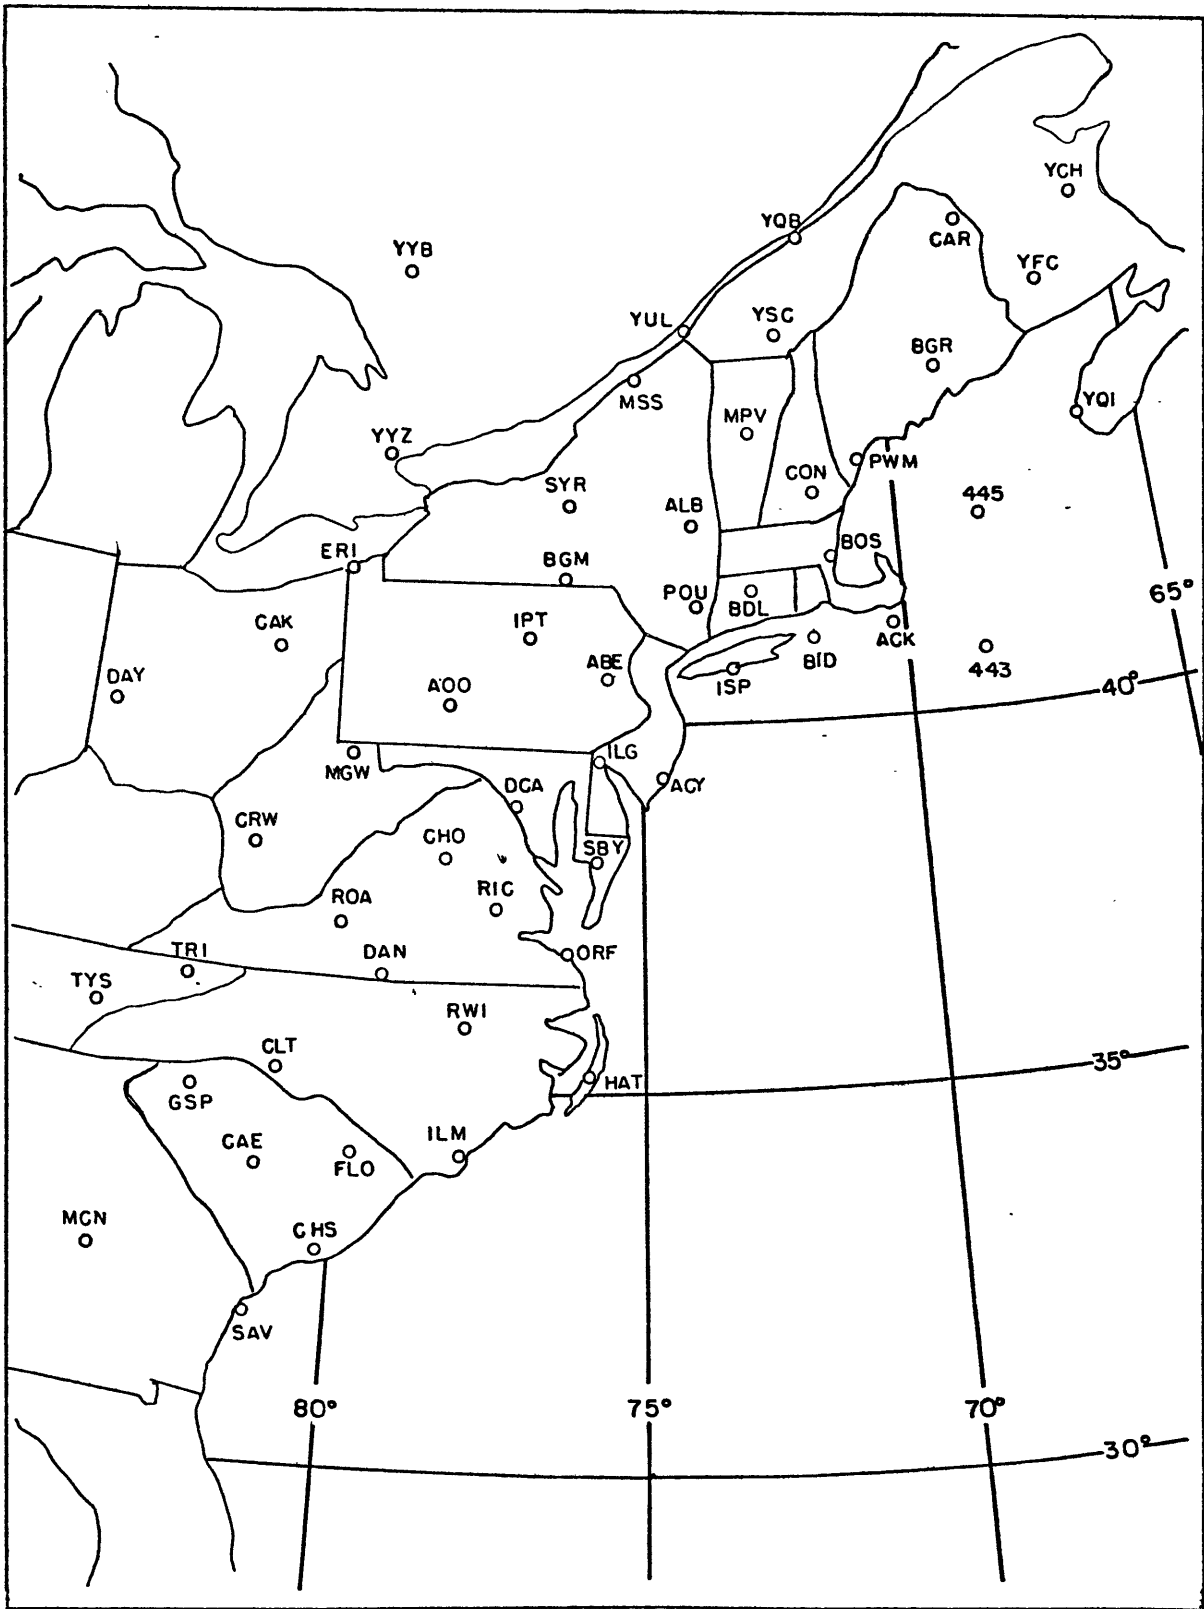 YCH
YQB
CAR
YYB
YFC
YUL
YSC
BGR
MSS
YQI
MPV
YYZ
PWM
CON
SYR
445
ALB
BOS
ERI
BGM
65°
POU
BDL
IPT
CAK
ACK
BID
443
ABE
DAY
AOO
ISP
40°
ILG
MGW
DCA
ACY
CRW
CHO
SBY
RIC
ROA
TRI
DAN
ORF
TYS
RWI
CLT
35°
HAT
GSP
ILM
CAE
FLO
MCN
CHS
SAV
80°
75°
70°
30°